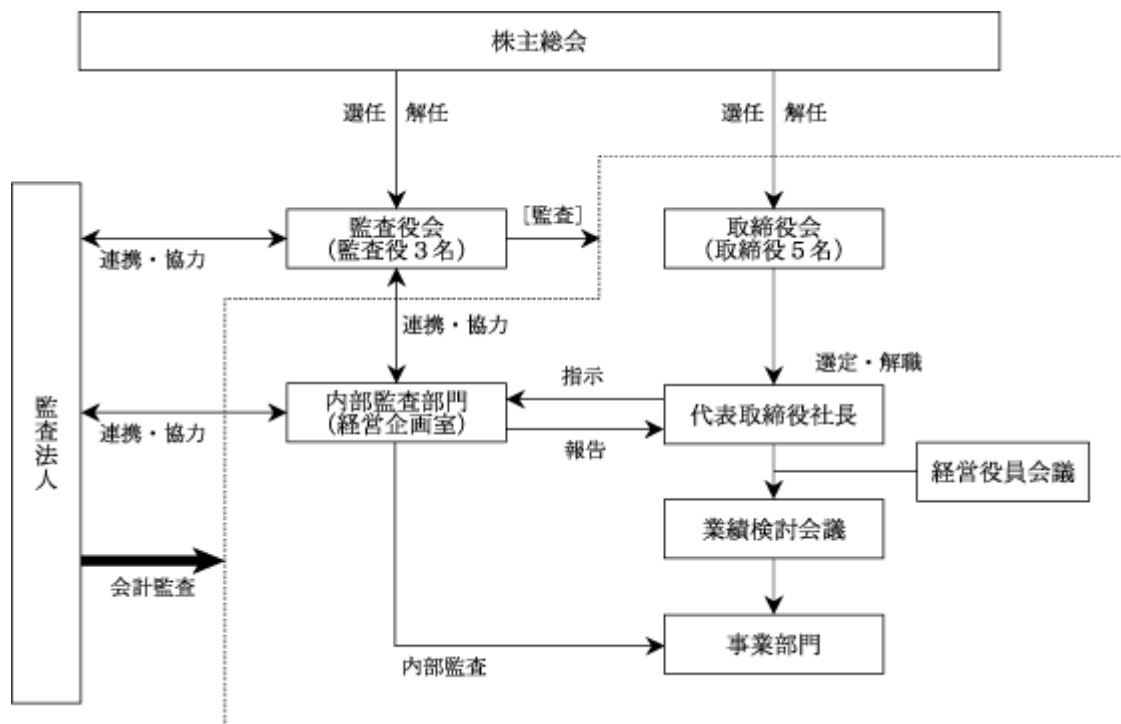 株主総会
選任 解任
選任 解任
監査役会
(監査役3名)
[監査]
取締役会
(取締役5名)
連携・協力
連携・協力
選定・解職
指示
内部監査部門
(経営企画室)
代表取締役社長
監査法人
連携・協力
報告
経営役員会議
業績検討会議
会計監査
事業部門
内部監査